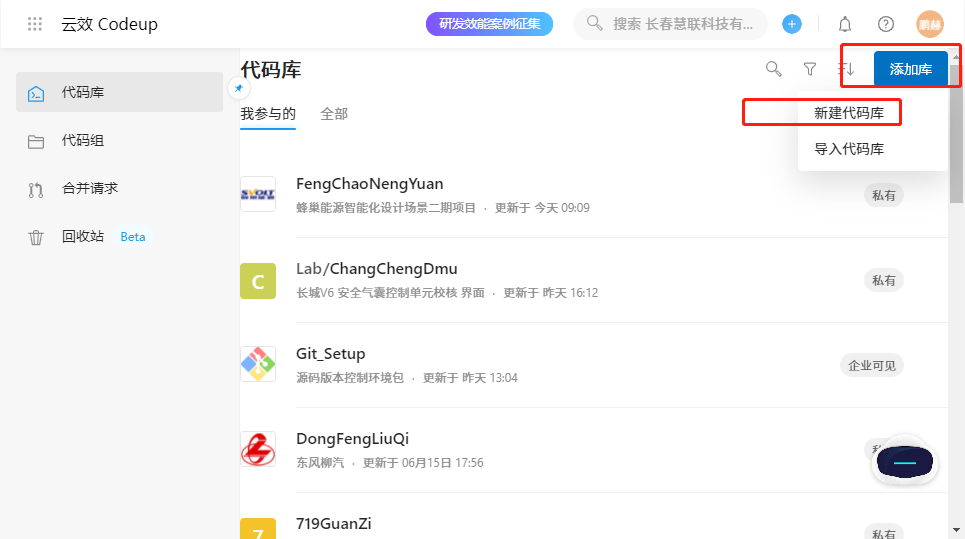 云效 Codeup
研发效能案例征集
搜索 长春慧联科技有...
鹏赫
代码库
代码组
合并请求
回收站 Beta
代码库
添加库
我参与的 全部
新建代码库
导入代码库
SVOLT
FengChaoNengYuan
蜂巢能源智能化设计场景二期项目 · 更新于 今天 09:09
私有
C
Lab/ChangChengDmu
长城V6 安全气囊控制单元校核 界面 · 更新于 昨天 16:12
私有
Git_Setup
源码版本控制环境包 · 更新于 昨天 13:04
企业可见
DongFengLiuQi
东风柳汽 · 更新于 06月15日 17:56
7
719GuanZi
私有